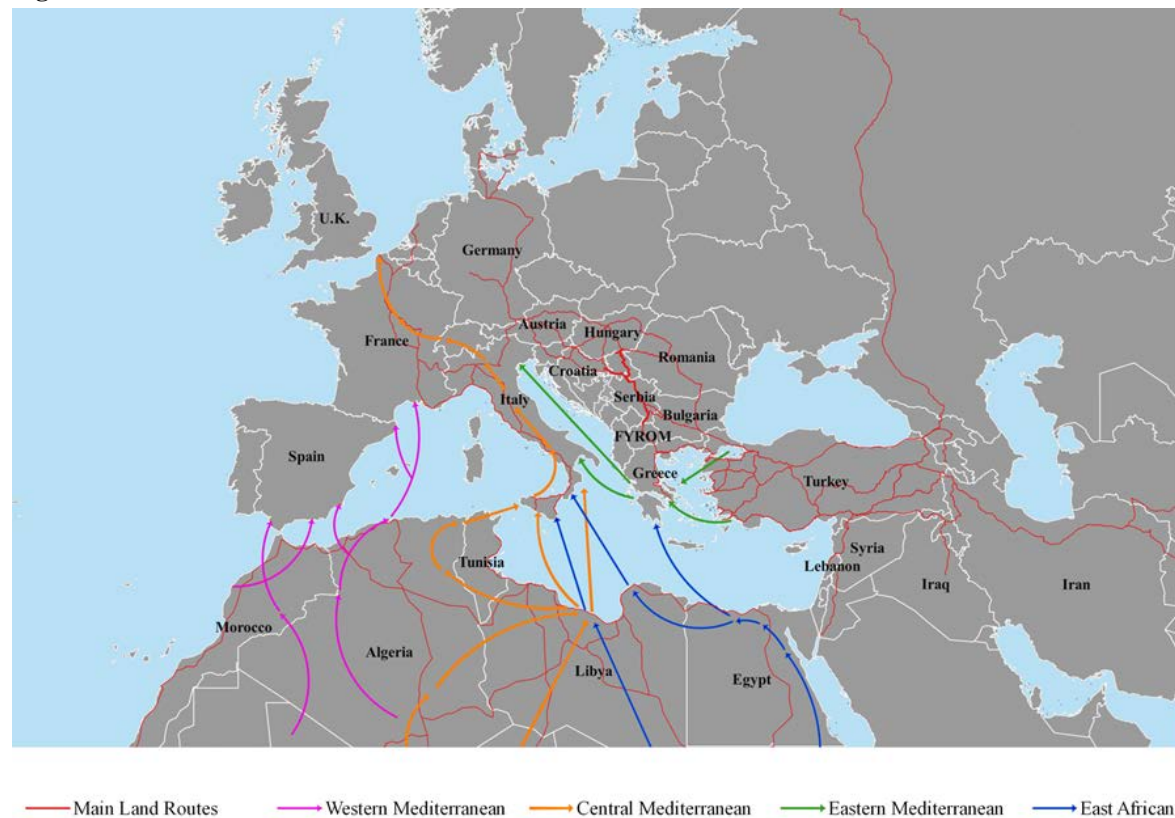 U.K.
Germany
Austria
Hungary
France
Romania
Croatia
Italy
Serbia
Bulgaria
FYROM
Spain
Greece
Turkey
Tunisia
Syria
Lebanon
Iraq
Iran
Morocco
Algeria
Libya
Egypt
Main Land Routes
Western Mediterranean
Central Mediterranean
Eastern Mediterranean
East African